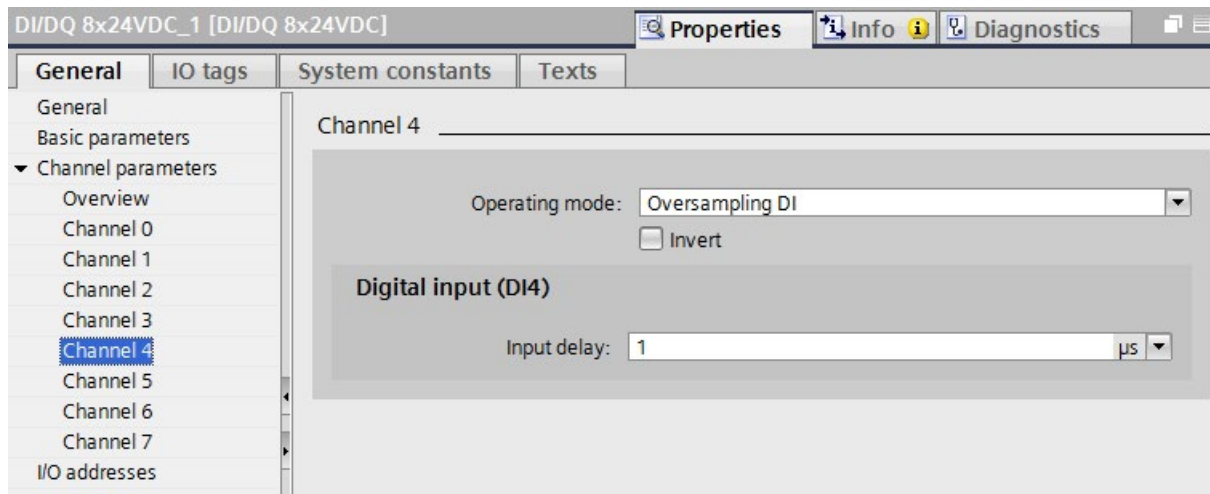 DI/DQ 8x24VDC_1 [DI/DQ 8x24VDC]
Properties
Info
Diagnostics
General
IO tags
System constants
Texts
General
Basic parameters
Channel parameters
Overview
Channel 0
Channel 1
Channel 2
Channel 3
Channel 4
Channel 5
Channel 6
Channel 7
I/O addresses
Channel 4
Operating mode: Oversampling DI
Invert
Digital input (DI4)
Input delay: 1 µs